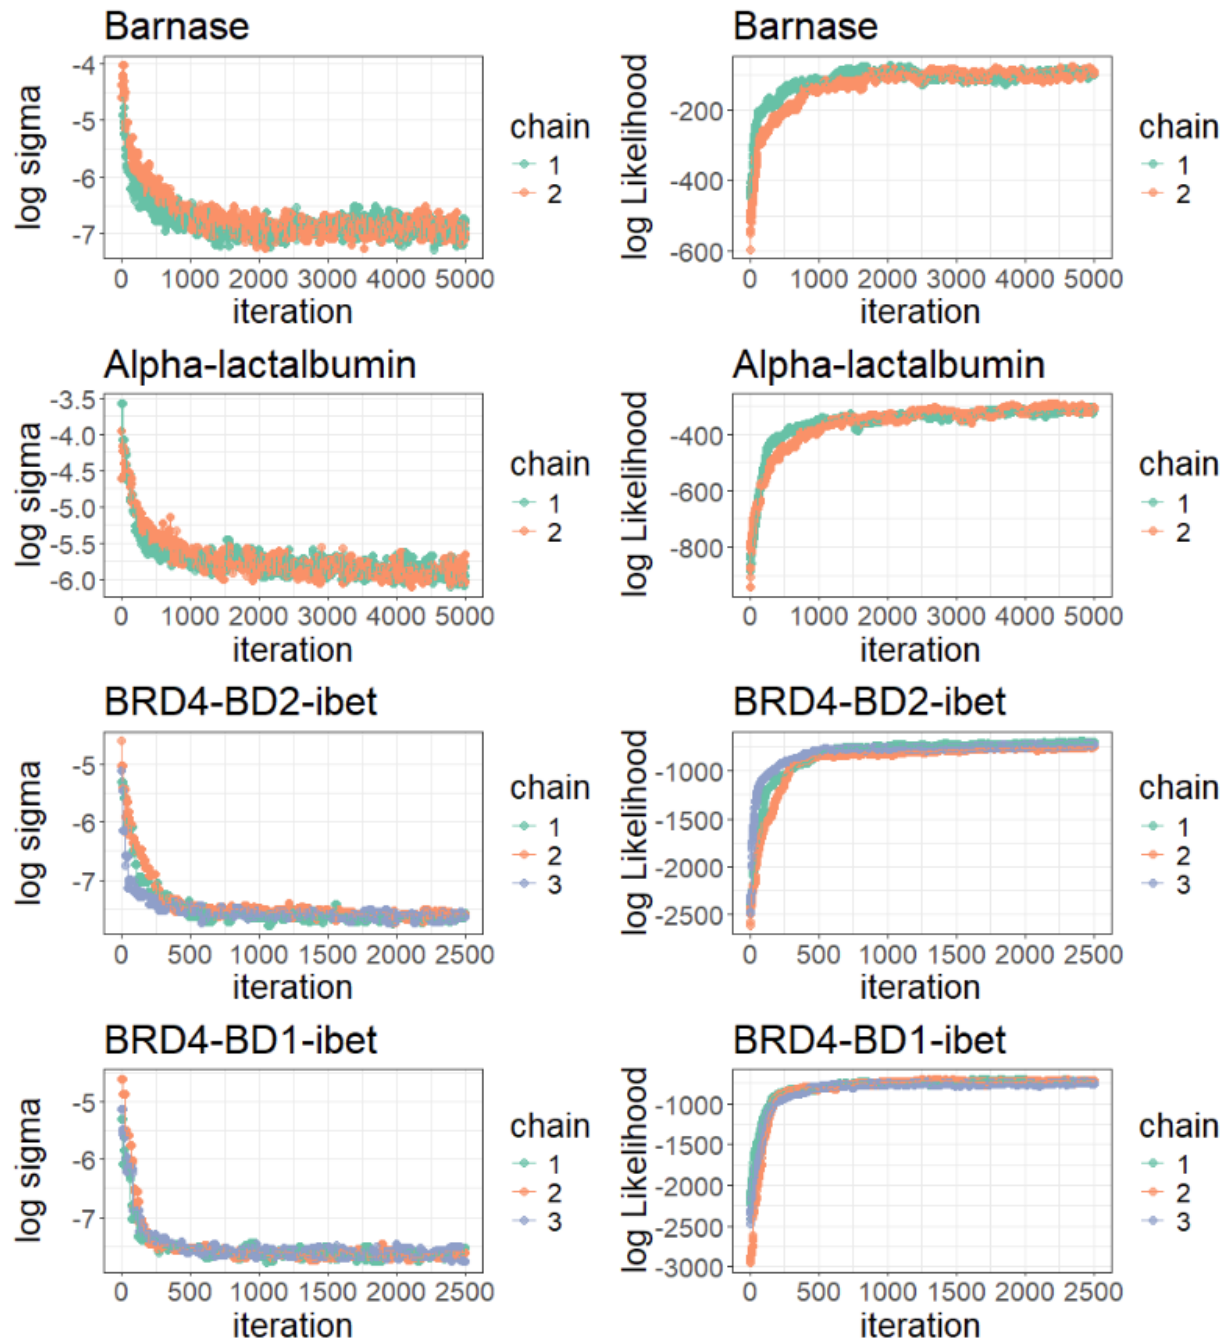 Barnase
log sigma
-4
-5
-6
-7
0 1000 2000 3000 4000 5000
iteration
chain
1
2
Barnase
log Likelihood
-200
-400
-600
0 1000 2000 3000 4000 5000
iteration
chain
1
2
Alpha-lactalbumin
log sigma
-3.5
-4.0
-4.5
-5.0
-5.5
-6.0
0 1000 2000 3000 4000 5000
iteration
chain
1
2
Alpha-lactalbumin
log Likelihood
-400
-600
-800
0 1000 2000 3000 4000 5000
iteration
chain
1
2
BRD4-BD2-ibet
log sigma
-5
-6
-7
0 500 1000 1500 2000 2500
iteration
chain
1
2
3
BRD4-BD2-ibet
log Likelihood
-1000
-1500
-2000
-2500
0 500 1000 1500 2000 2500
iteration
chain
1
2
3
BRD4-BD1-ibet
log sigma
-5
-6
-7
0 500 1000 1500 2000 2500
iteration
chain
1
2
3
BRD4-BD1-ibet
log Likelihood
-1000
-1500
-2000
-2500
-3000
0 500 1000 1500 2000 2500
iteration
chain
1
2
3